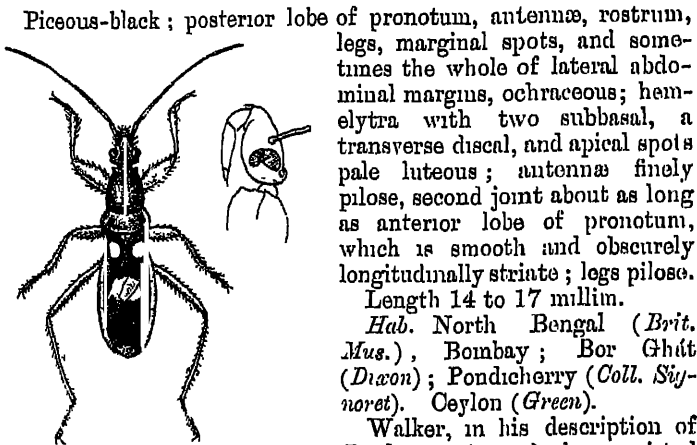 Piceous-black ; posterior lobe of pronotum, antennæ, rostrum,
legs, marginal spots, and some-
times the whole of lateral abdo-
minal margins, ochraceous; hem-
elytra with two subbasal, a
transverse discal, and apical spots
pale luteous ; antennæ finely
pilose, second joint about as long
as anterior lobe of pronotum,
which is smooth and obscurely
longitudinally striate ; legs pilose.
Length 14 to 17 millim.
Hab. North Bengal (Brit.
Mus.), Bombay ; Bor Ghát
(Dixon) ; Pondicherry (Coll. Sig-
noret). Ceylon (Green).
Walker, in his description of